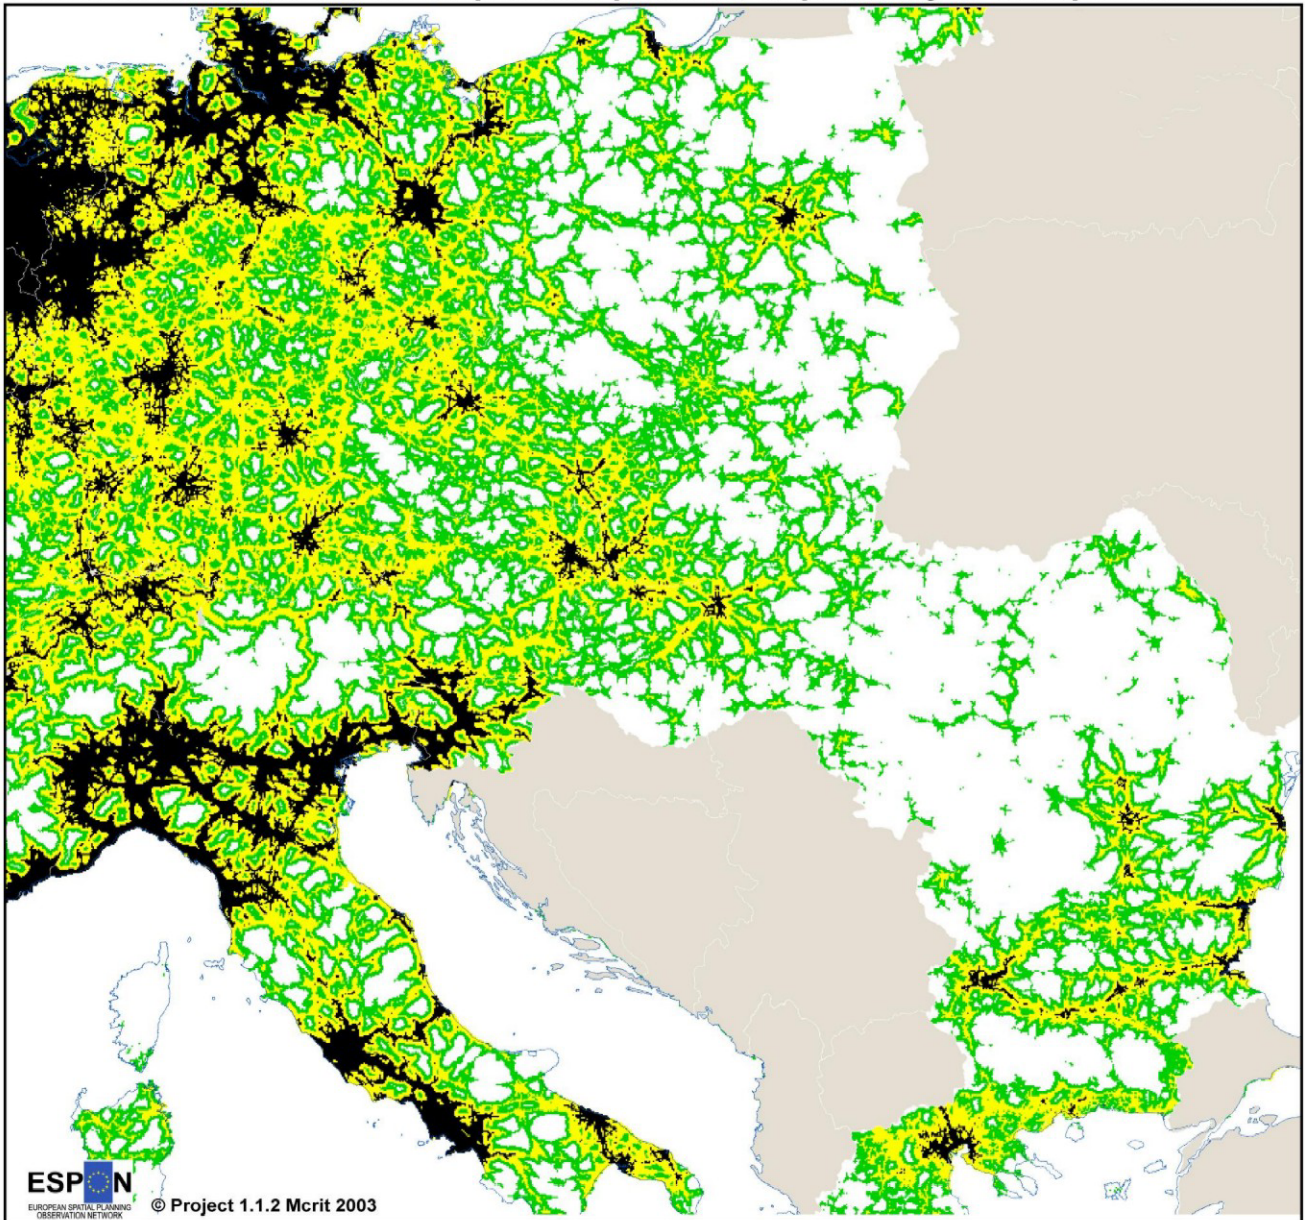 ESPON
EUROPEAN SPATIAL PLANNING
OBSERVATION NETWORK
© Project 1.1.2 Mcrit 2003